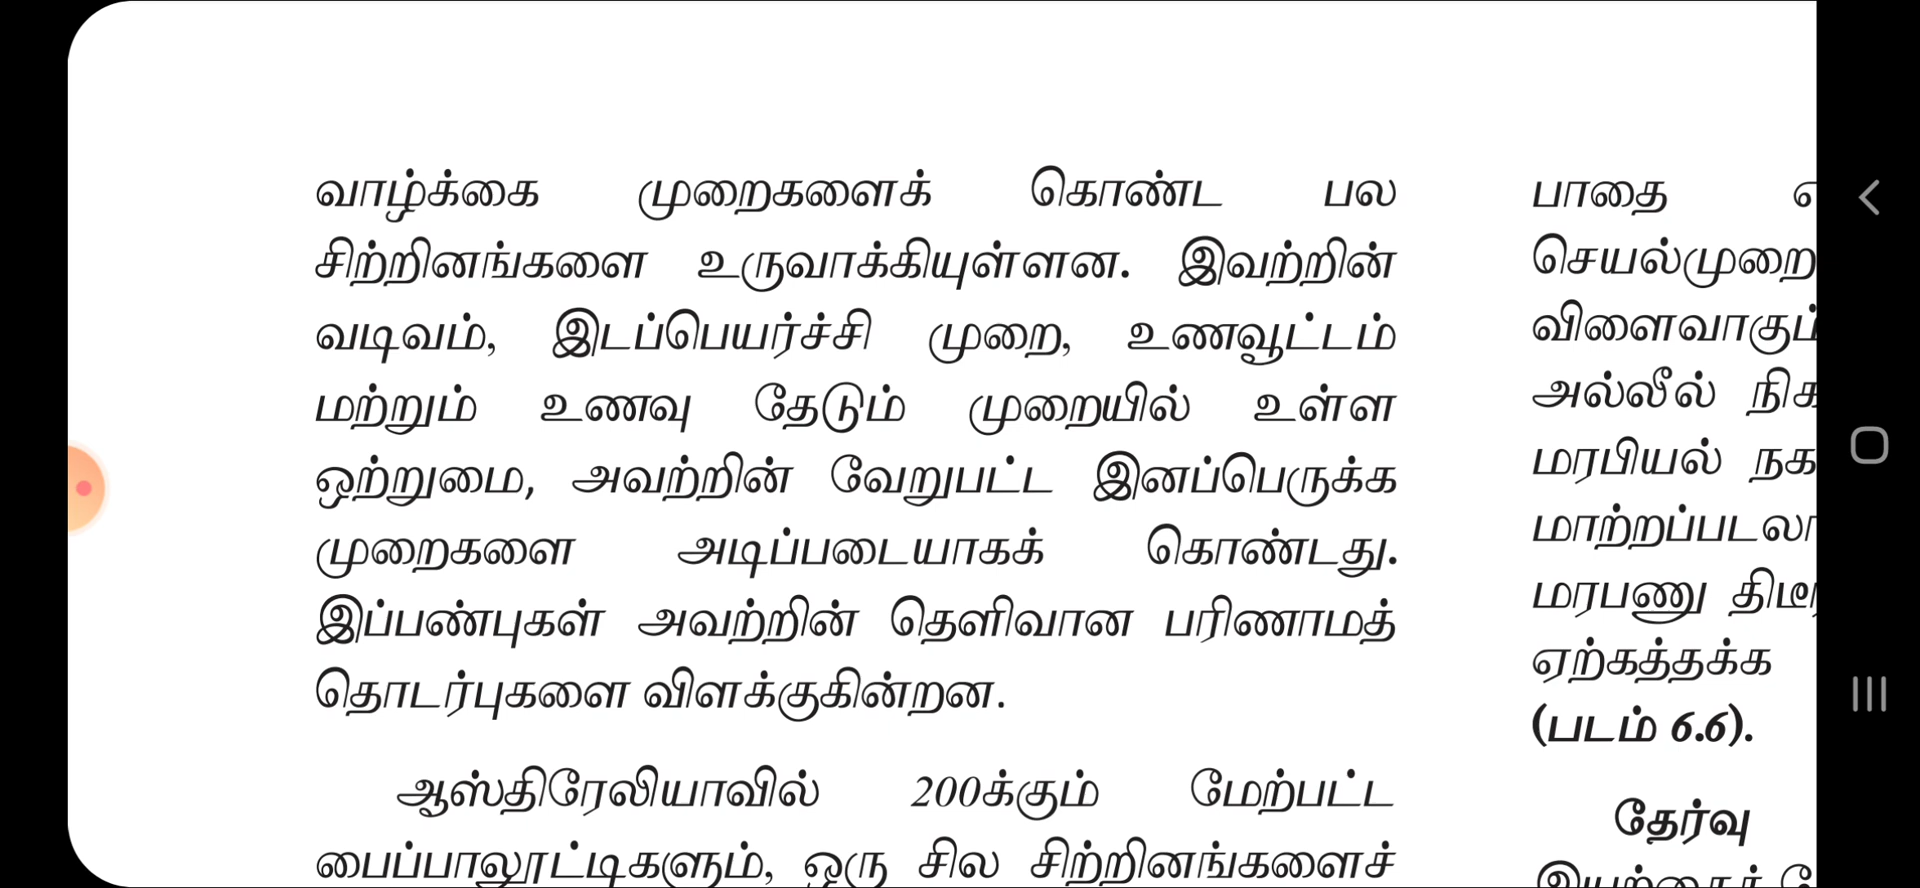 வாழ்க்கை முறைகளைக் கொண்ட பல
சிற்றினங்களை உருவாக்கியுள்ளன. இவற்றின்
வடிவம், இடப்பெயர்ச்சி முறை, உணவூட்டம்
மற்றும் உணவு தேடும் முறையில் உள்ள
ஒற்றுமை, அவற்றின் வேறுபட்ட இனப்பெருக்க
முறைகளை அடிப்படையாகக் கொண்டது.
இப்பண்புகள் அவற்றின் தெளிவான பரிணாமத்
தொடர்புகளை விளக்குகின்றன.
ஆஸ்திரேலியாவில் 200க்கும் மேற்பட்ட
பைப்பாலூட்டிகளும், ஒரு சில சிற்றினங்களைச்
பாதை
செயல்முறை
விளைவாகும்
அல்லீல்
மரபியல்
மரபணு
ஏற்கத்தக்க
(படம் 6.6).
தேர்வு